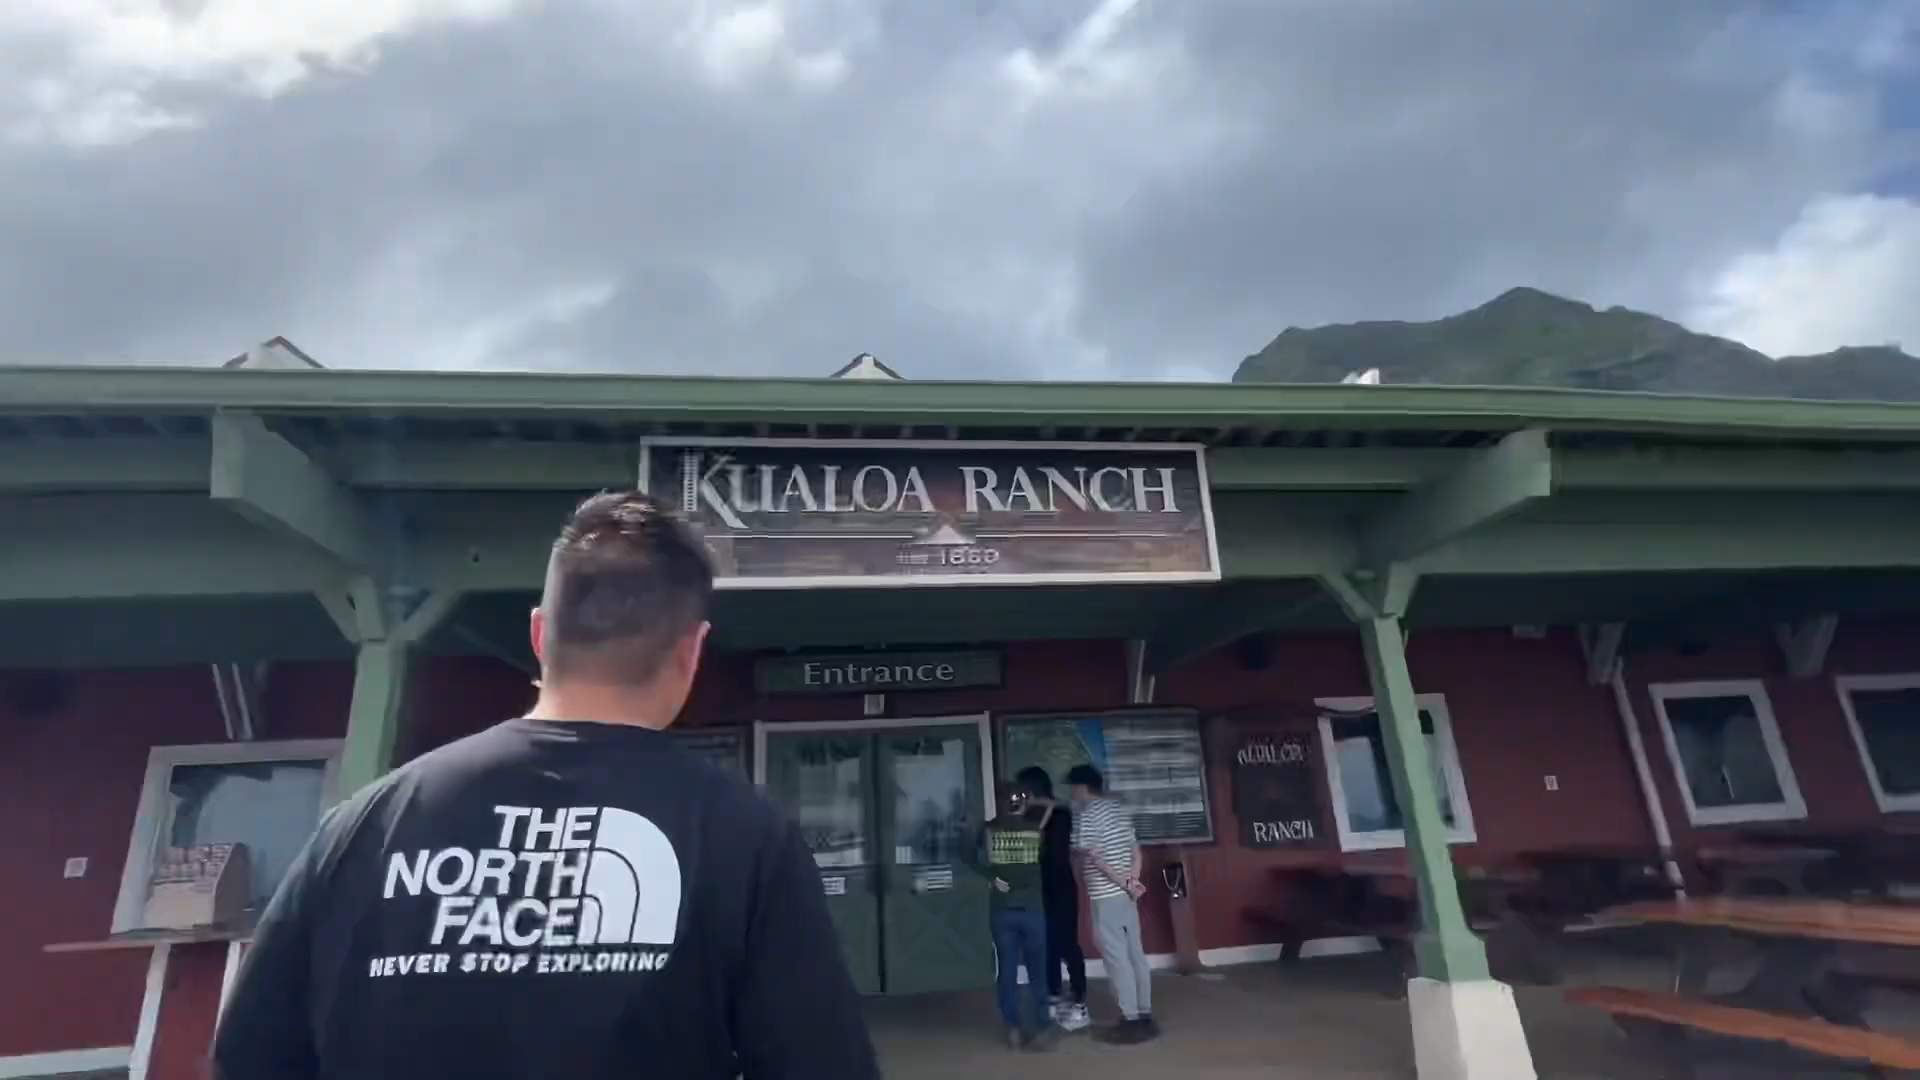 KUALOA RANCH
1850
Entrance
RANCH
THE
NORTH
FACE
NEVER STOP EXPLORING